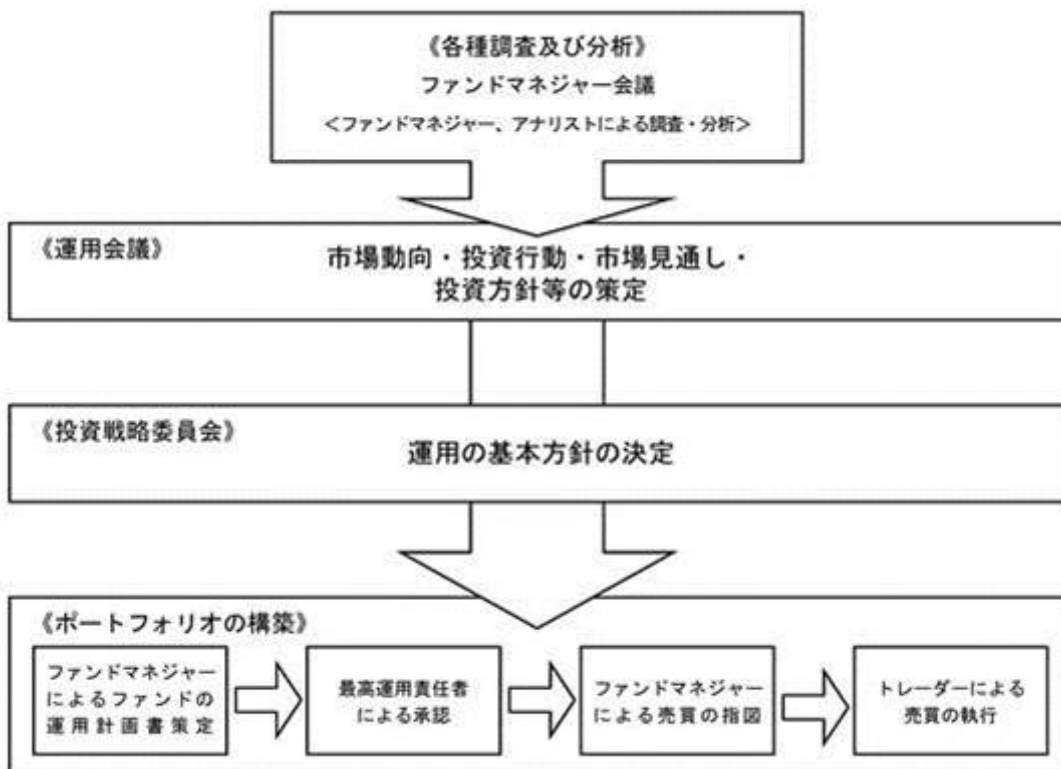 《各種調査及び分析》
ファンドマネジャー会議
＜ファンドマネジャー、アナリストによる調査・分析＞
《運用会議》
市場動向・投資行動・市場見通し・
投資方針等の策定
《投資戦略委員会》
運用の基本方針の決定
《ポートフォリオの構築》
ファンドマネジャー
によるファンドの
運用計画書策定
最高運用責任者
による承認
ファンドマネジャー
による売買の指図
トレーダーによる
売買の執行